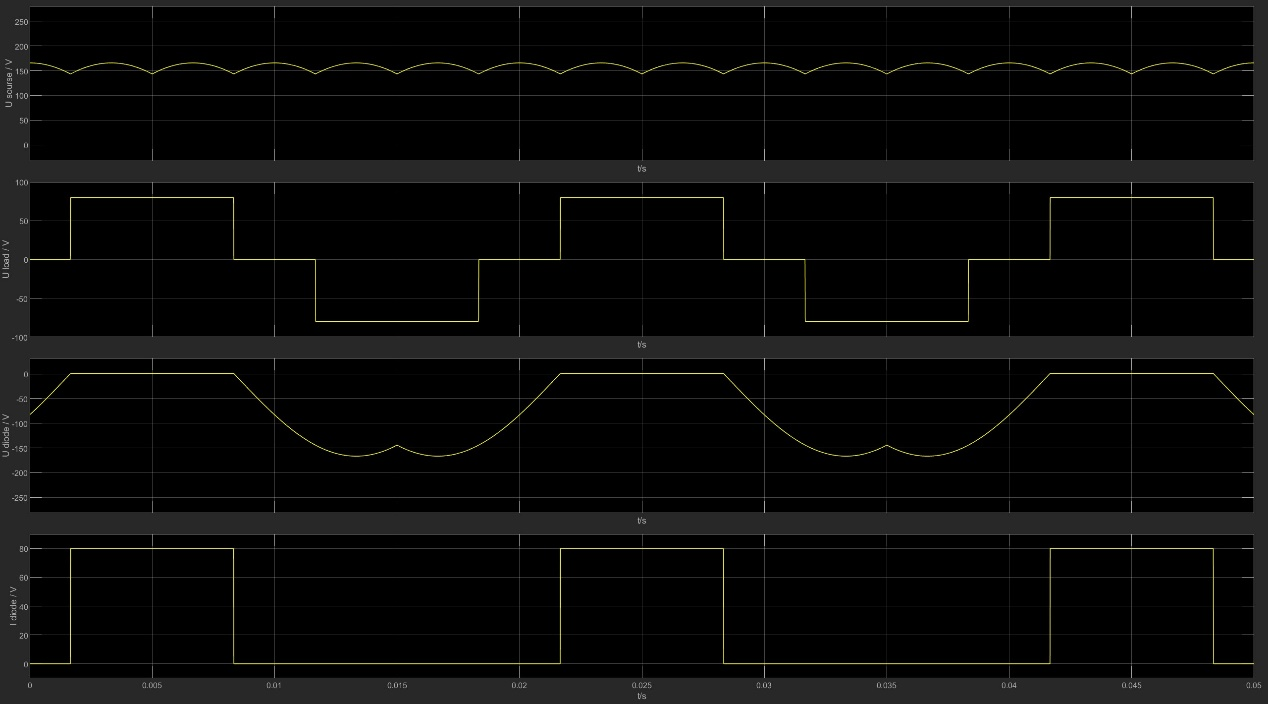 U sourse / V
250
200
150
100
50
0
t/s
U load / V
100
50
0
-50
-100
t/s
U diode / V
0
-50
-100
-150
-200
-250
t/s
I diode / V
80
60
40
20
0
0 0.005 0.01 0.015 0.02 0.025 0.03 0.035 0.04 0.045 0.05
t/s